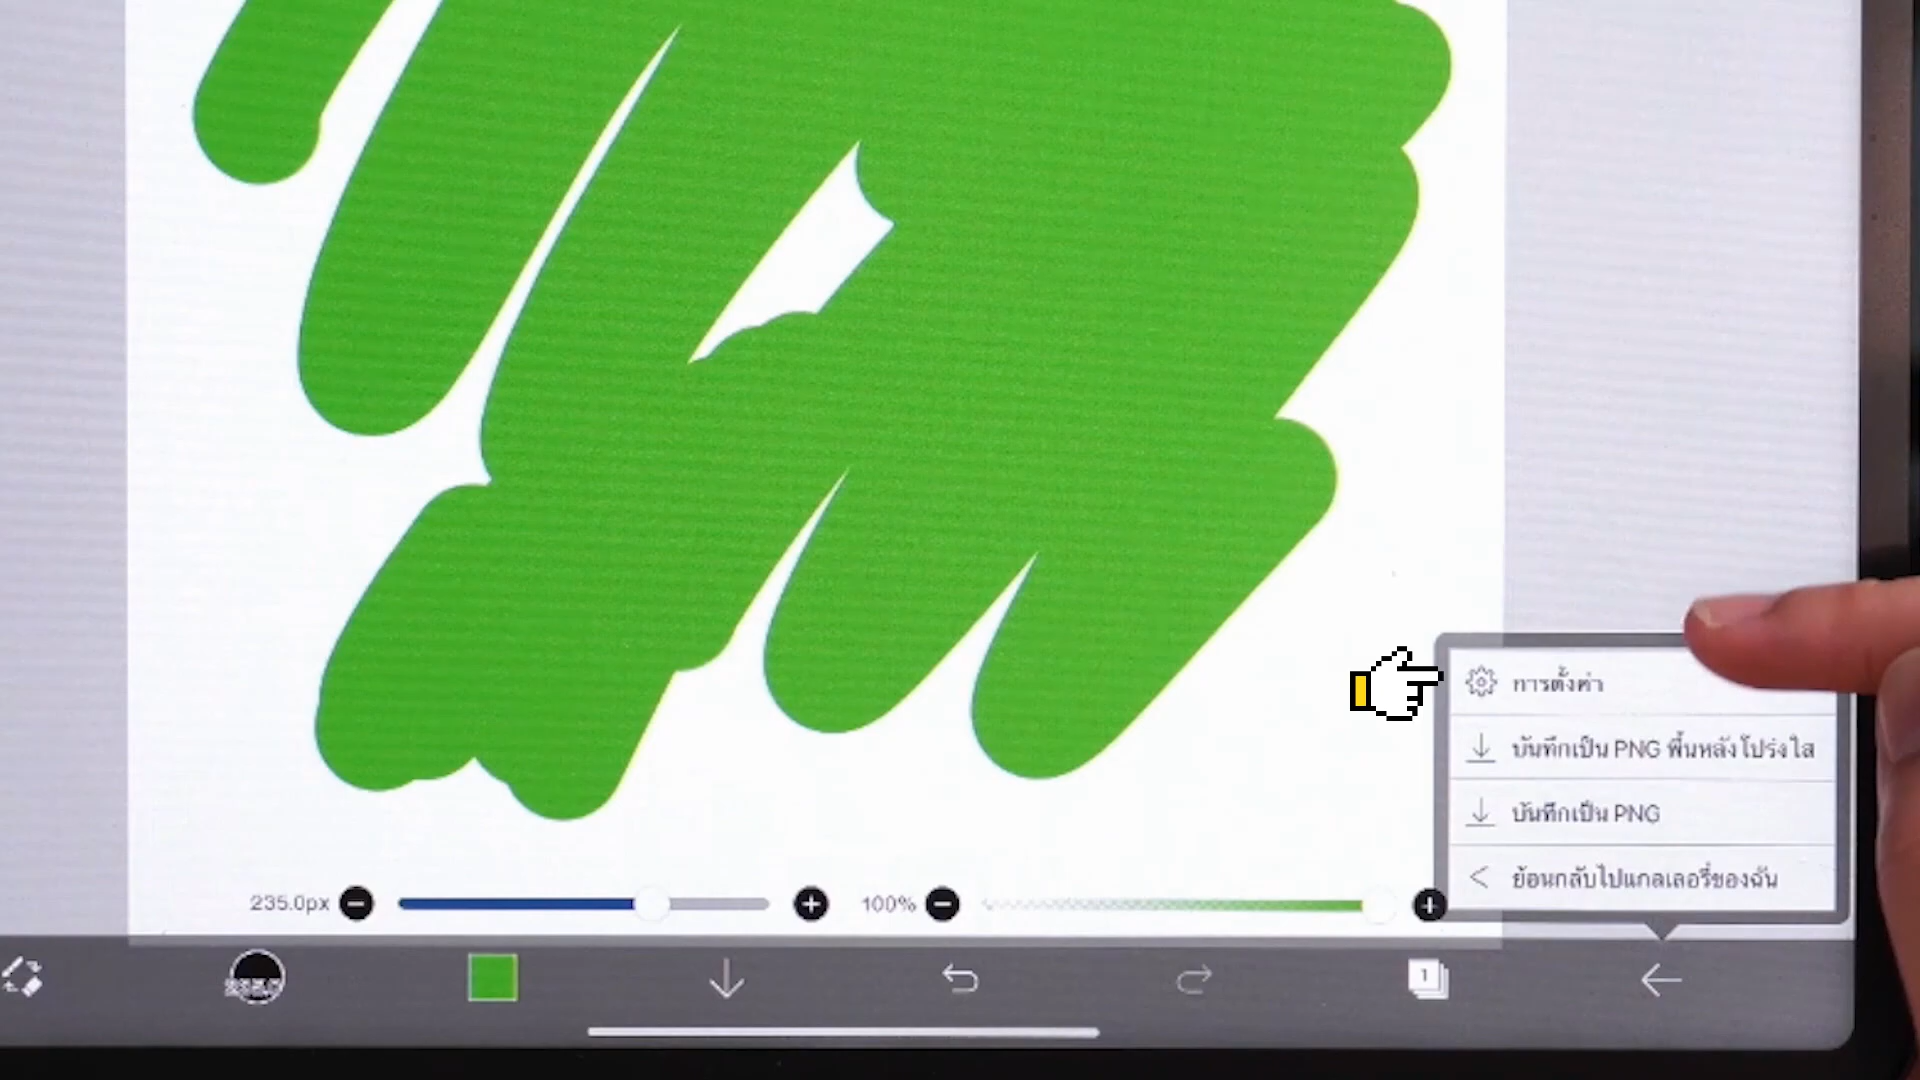 การตั้งค่า
บันทึกเป็น PNG พื้นหลังโปร่งใส
บันทึกเป็น PNG
ย้อนกลับไปแกลเลอรี่ของฉัน
235.0px
100%
1